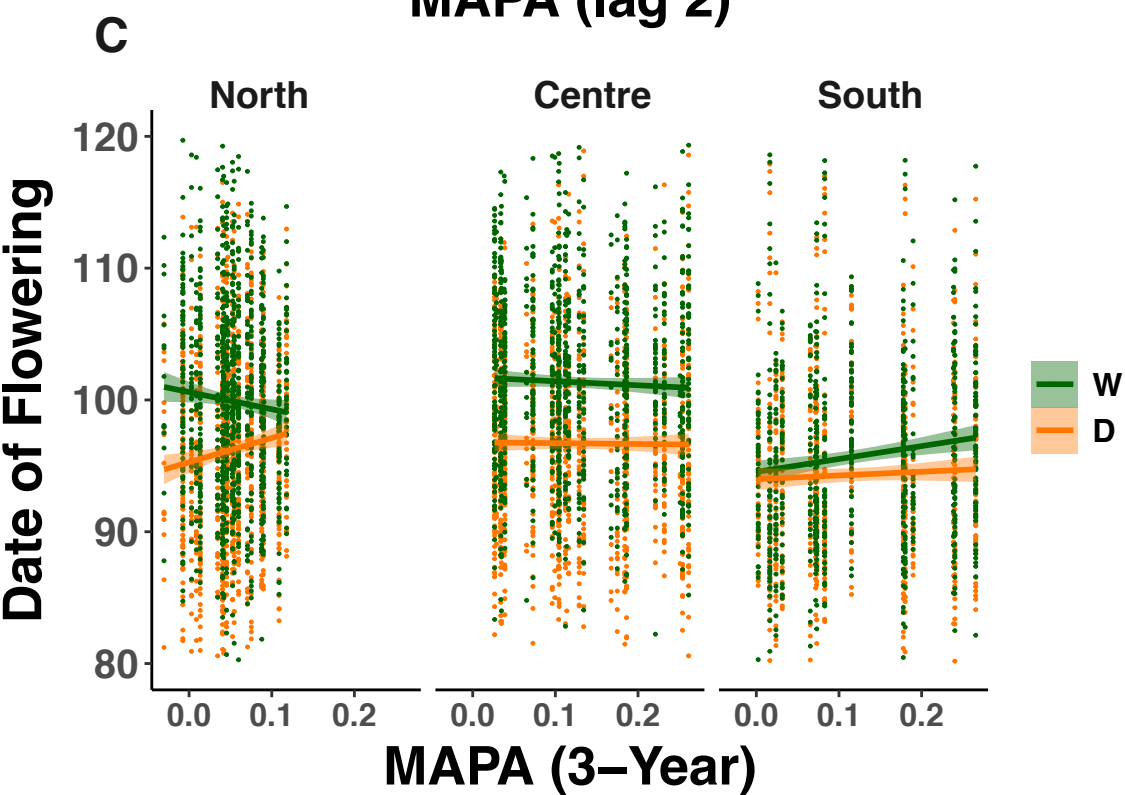 MAPA (lag 2)
C
North Centre South
120
110
100
90
80
Date of Flowering
W
D
0.0 0.1 0.2 0.0 0.1 0.2 0.0 0.1 0.2
MAPA (3−Year)